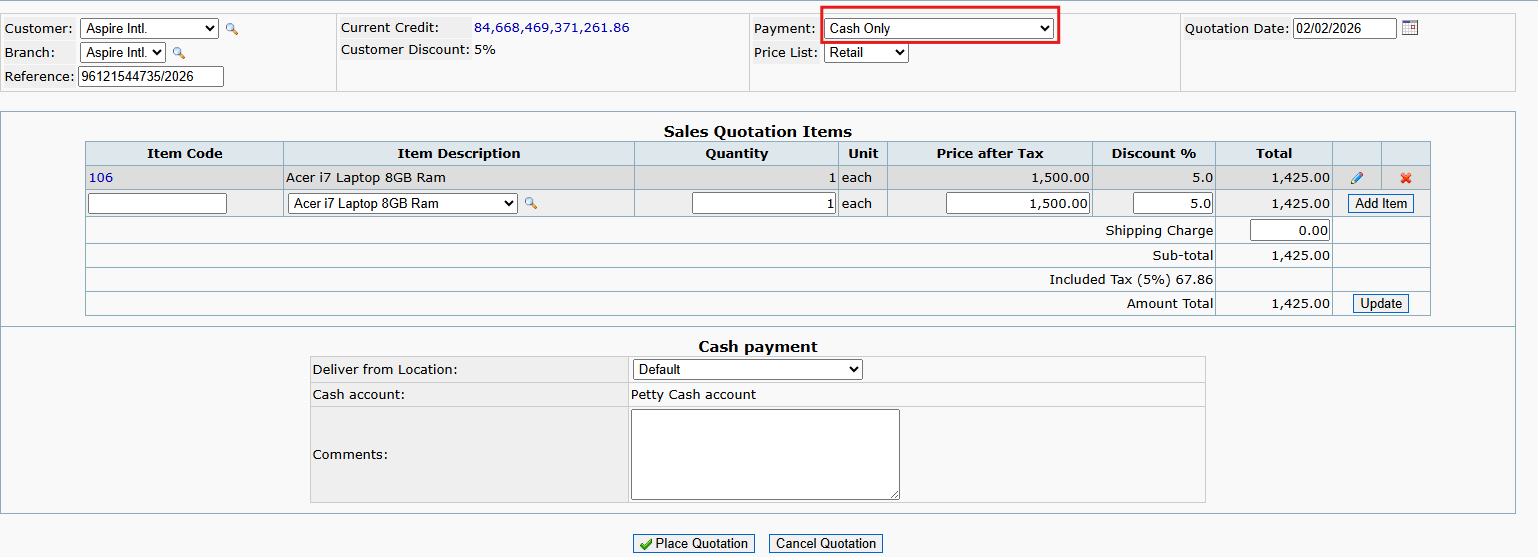 Customer: Aspire Intl. Current Credit: 84,668,469,371,261.86 Payment: Cash Only Quotation Date: 02/02/2026
Branch: Aspire Intl. Customer Discount: 5% Price List: Retail
Reference: 96121544735/2026
Sales Quotation Items
Item Code Item Description Quantity Unit Price after Tax Discount % Total
106 Acer i7 Laptop 8GB Ram 1 each 1,500.00 5.0 1,425.00
Acer i7 Laptop 8GB Ram 1 each 1,500.00 5.0 1,425.00 Add Item
Shipping Charge 0.00
Sub-total 1,425.00
Included Tax (5%) 67.86
Amount Total 1,425.00 Update
Cash payment
Deliver from Location: Default
Cash account: Petty Cash account
Comments:
Place Quotation Cancel Quotation